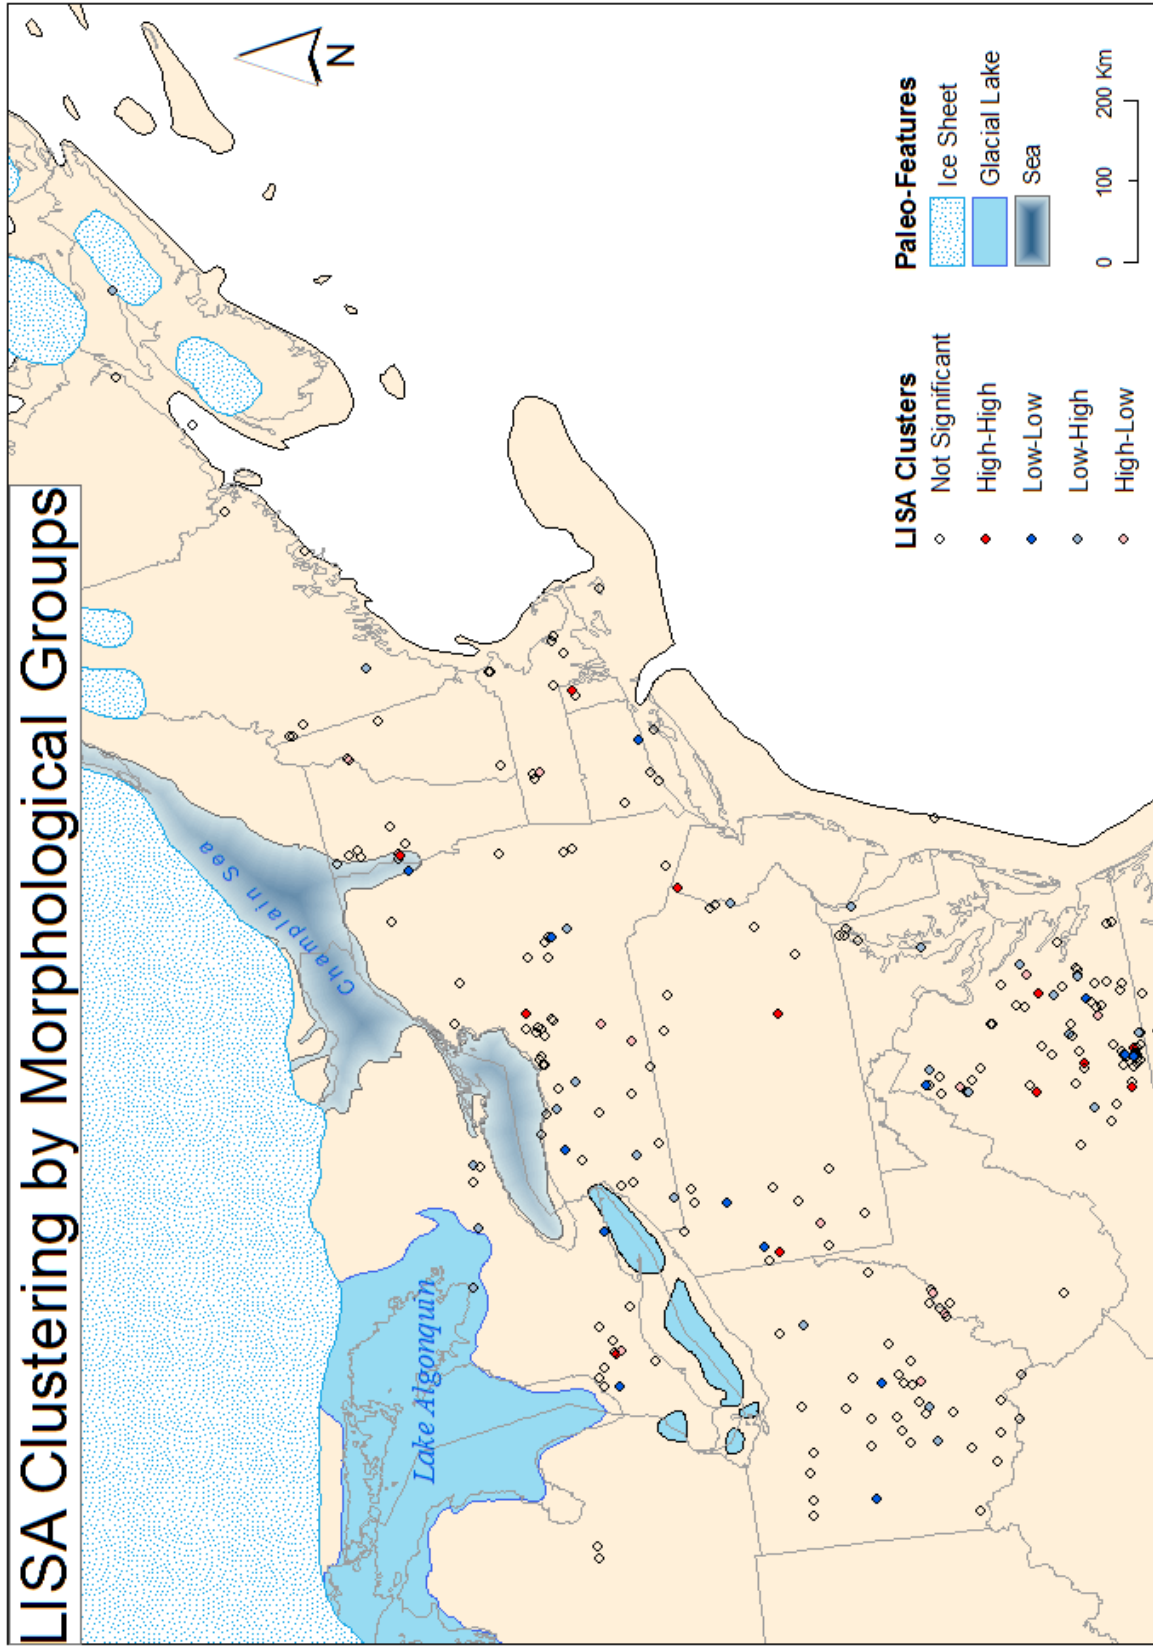 LISA Clustering by Morphological Groups
N
Champlain Sea
Lake Algonquin
LISA Clusters
Not Significant
High-High
Low-Low
Low-High
High-Low
Paleo-Features
Ice Sheet
Glacial Lake
Sea
0 100 200 Km